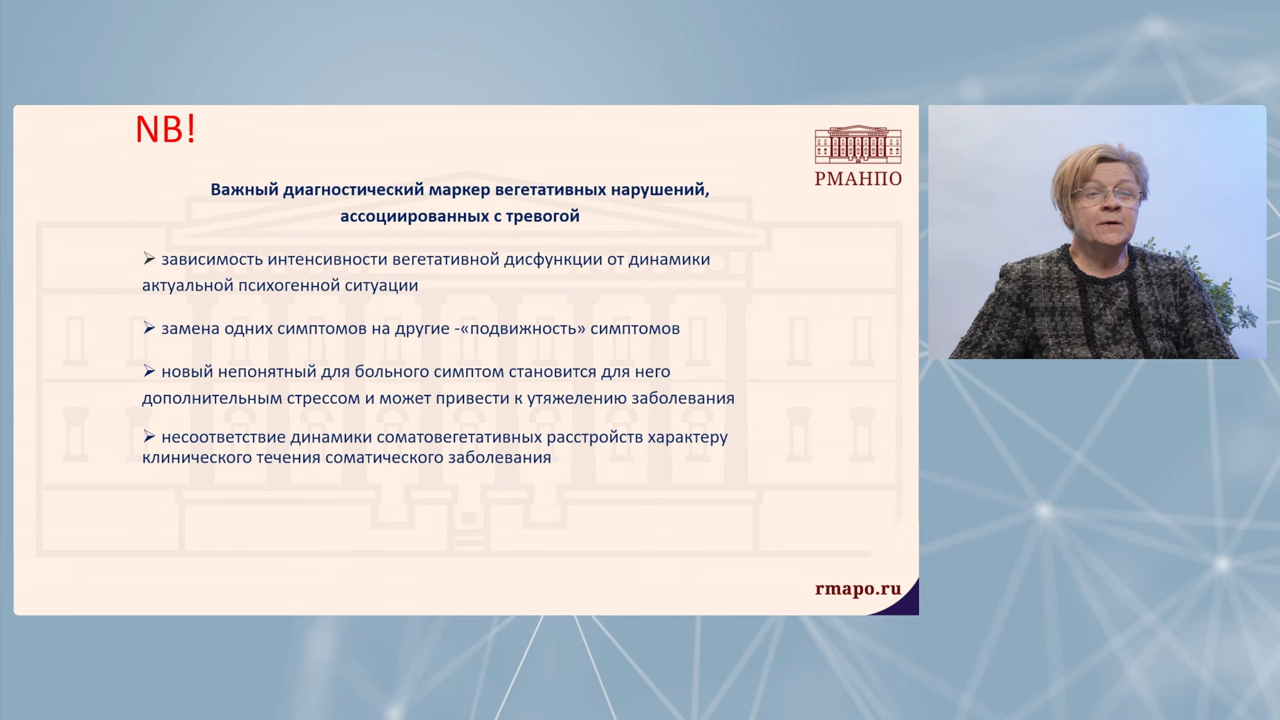 NB!
РМАНПО
Важный диагностический маркер вегетативных нарушений,
ассоциированных с тревогой
➢ зависимость интенсивности вегетативной дисфункции от динамики
актуальной психогенной ситуации
➢ замена одних симптомов на другие -«подвижность» симптомов
➢ новый непонятный для больного симптом становится для него
дополнительным стрессом и может привести к утяжелению заболевания
➢ несоответствие динамики соматовегетативных расстройств характеру
клинического течения соматического заболевания
rmapo.ru